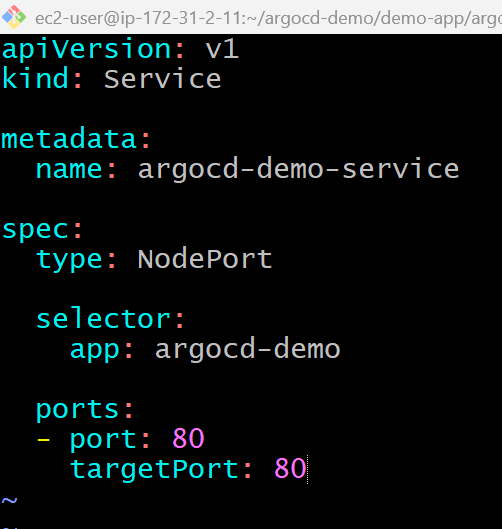 ec2-user@ip-172-31-2-11:~/argocd-demo/demo-app/argo
apiVersion: v1
kind: Service
metadata:
  name: argocd-demo-service
spec:
  type: NodePort
  selector:
    app: argocd-demo
  ports:
  - port: 80
    targetPort: 80
~
~